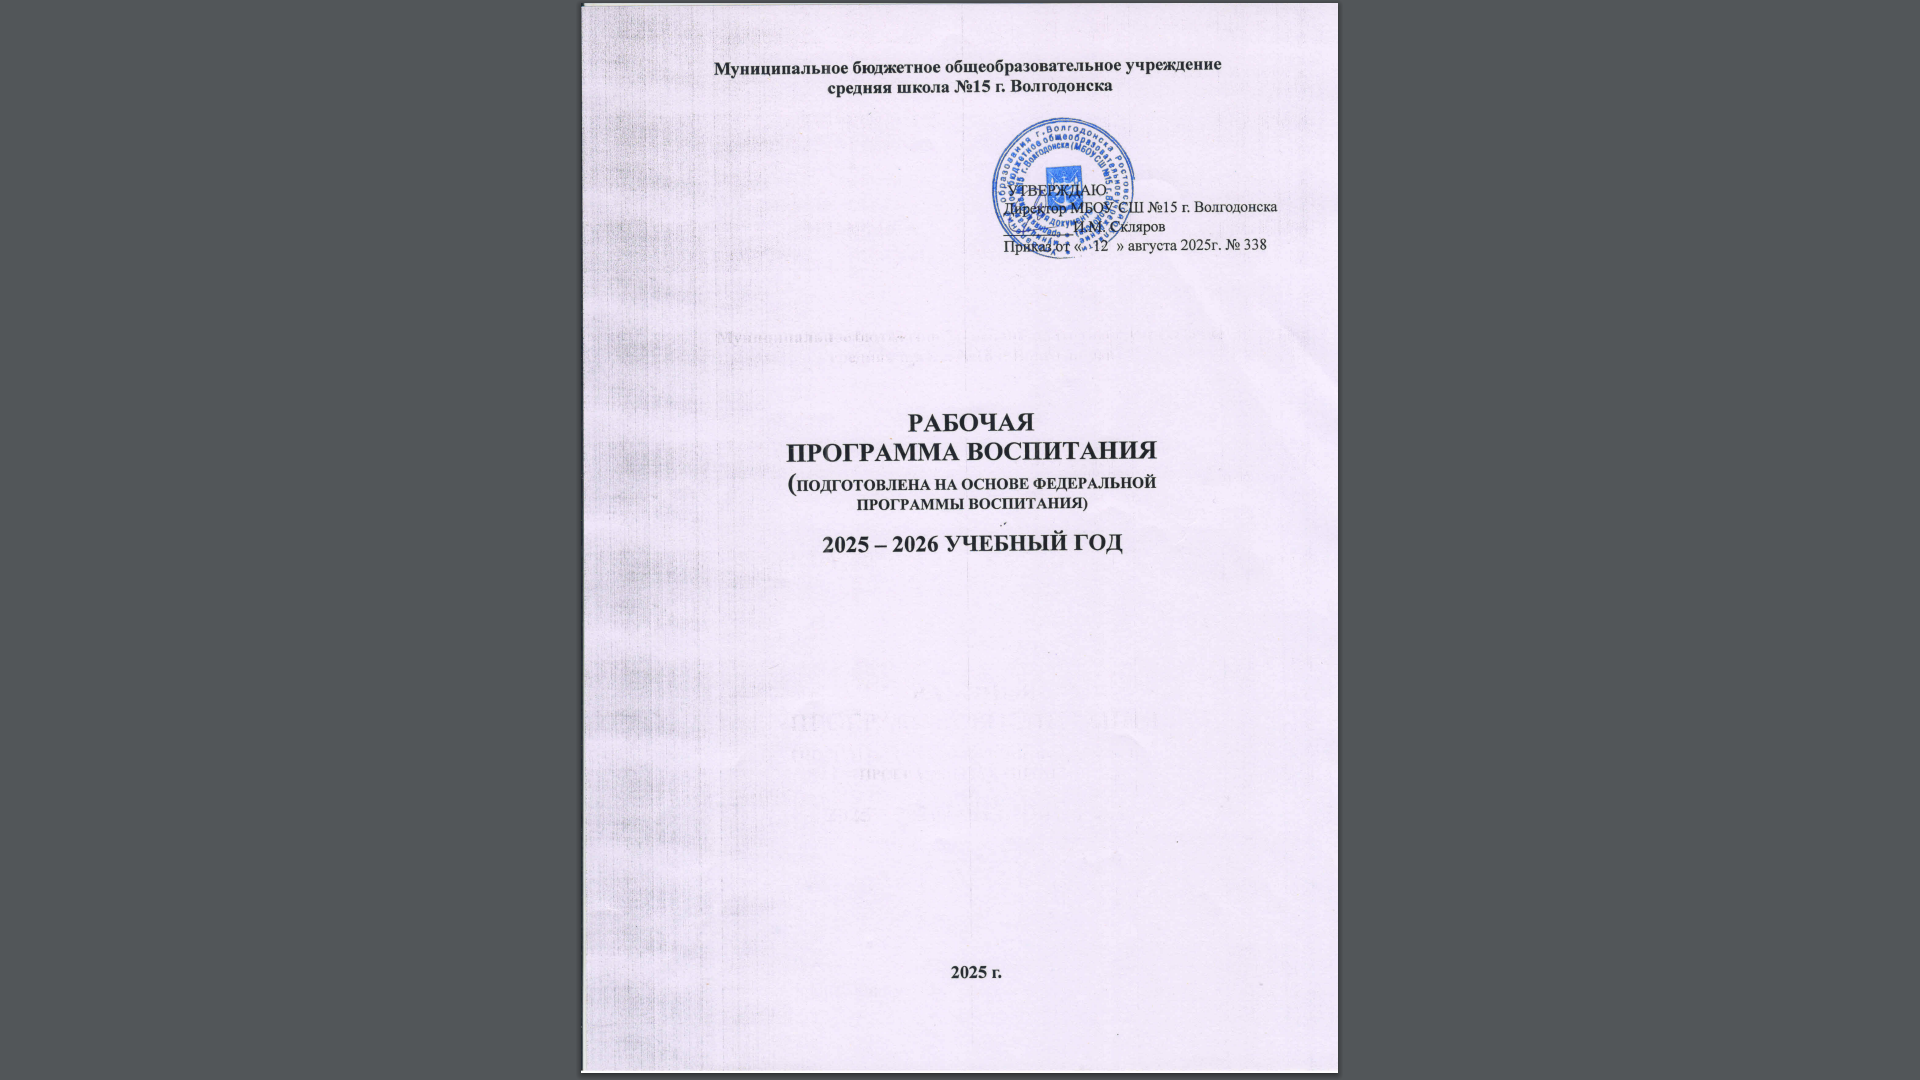 Муниципальное бюджетное общеобразовательное учреждение
средняя школа №15 г. Волгодонска
УТВЕРЖДАЮ
Директор МБОУ СШ №15 г. Волгодонска
И.М. Скляров
Приказ от « 12 » августа 2025г. № 338
РАБОЧАЯ
ПРОГРАММА ВОСПИТАНИЯ
(ПОДГОТОВЛЕНА НА ОСНОВЕ ФЕДЕРАЛЬНОЙ
ПРОГРАММЫ ВОСПИТАНИЯ)
2025 – 2026 УЧЕБНЫЙ ГОД
2025 г.